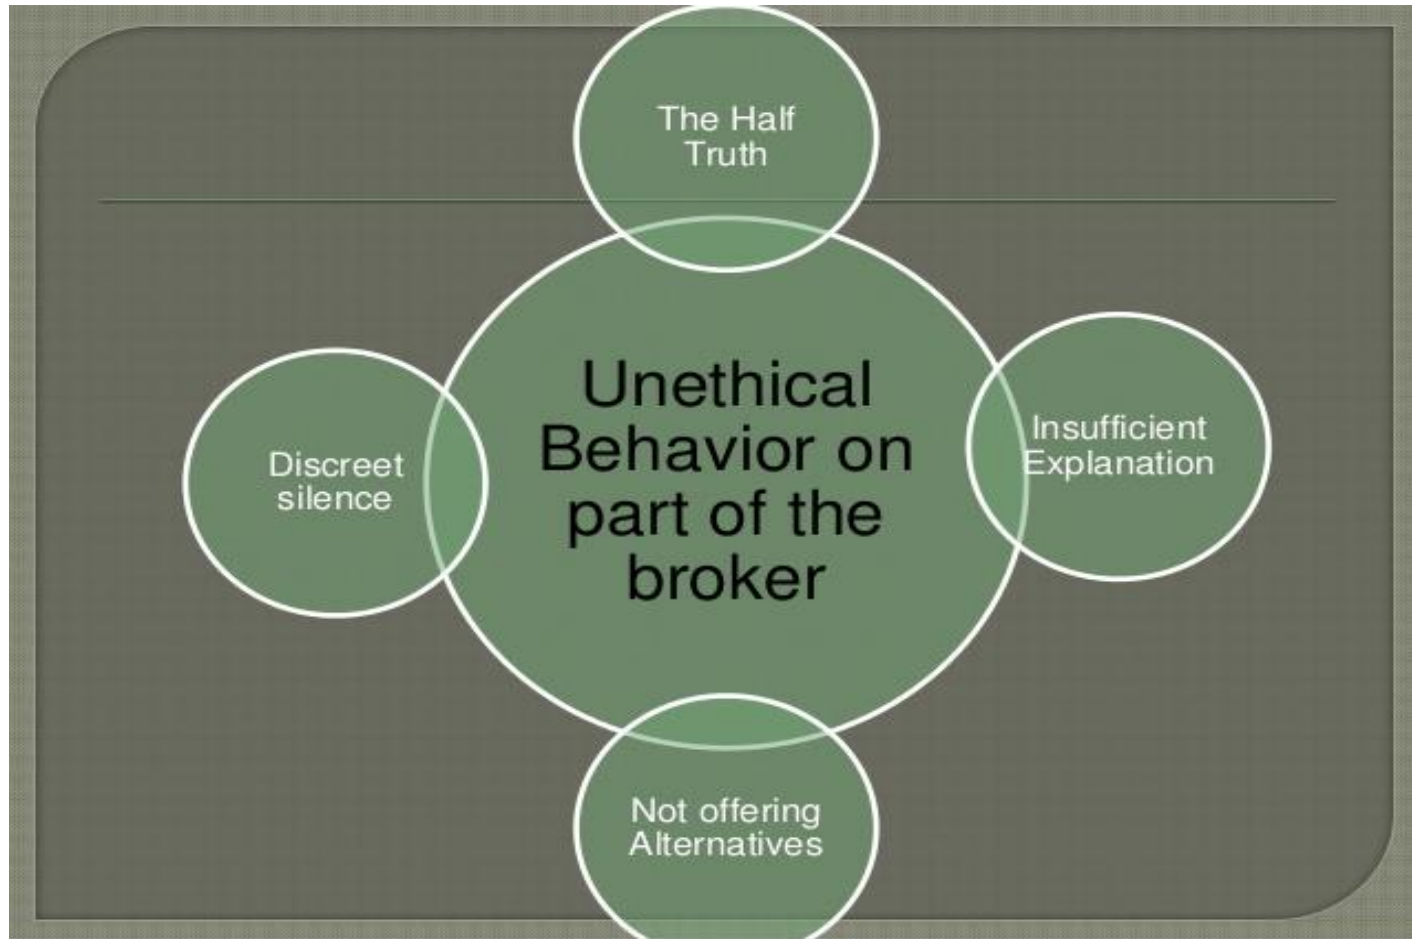 The Half
Truth
Unethical
Behavior on
part of the
broker
Insufficient
Explanation
Discreet
silence
Not offering
Alternatives